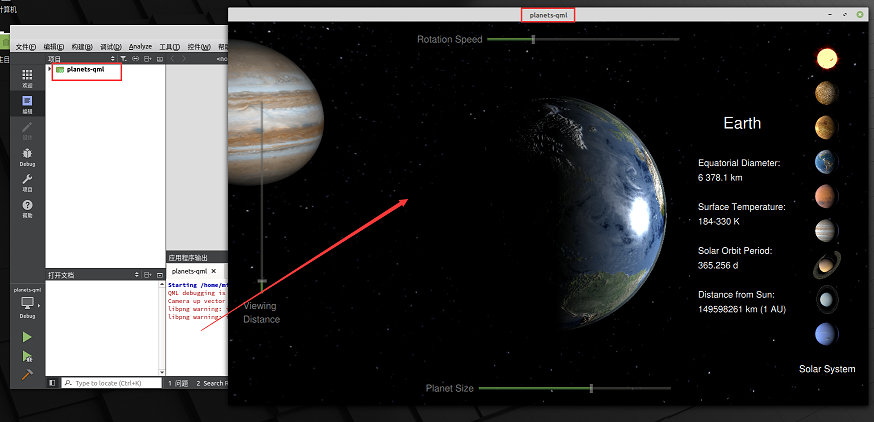 计算机
planets-qml
文件(F) 编辑(E) 构建(B) 调试(D) Analyze 工具(T) 控件(W) 帮助
项目
<no
planets-qml
欢迎
编辑
设计
Debug
项目
帮助
打开文档
planets-qml
Debug
Type to locate (Ctrl+K)
应用程序输出
planets-qml
Starting /home/mi
QML debugging is
Camera up vector
libpng warning:
libpng warning:
1 问题 2 Search R
Rotation Speed
Viewing
Distance
Planet Size
Earth
Equatorial Diameter:
6 378.1 km
Surface Temperature:
184-330 K
Solar Orbit Period:
365.256 d
Distance from Sun:
149598261 km (1 AU)
Solar System